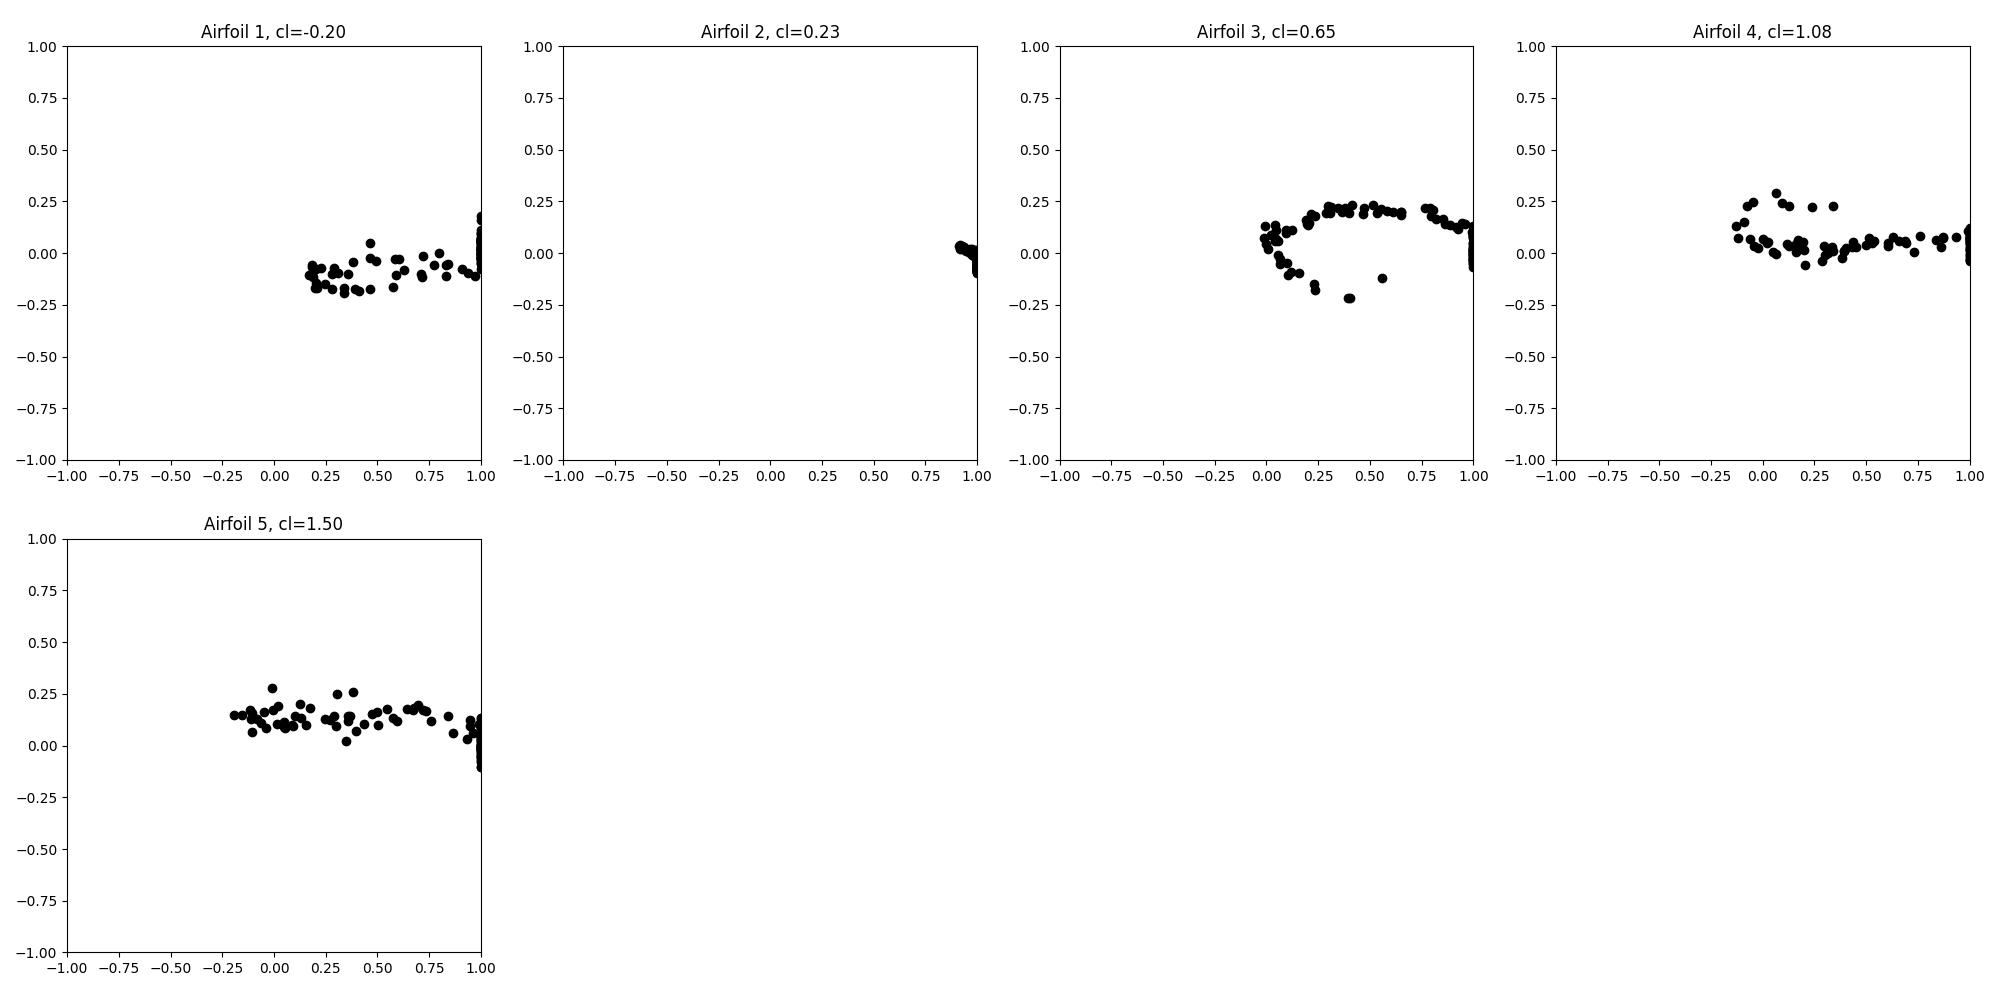 Airfoil 1, cl=-0.20
Airfoil 2, cl=0.23
Airfoil 3, cl=0.65
Airfoil 4, cl=1.08
1.00 1.00 1.00 1.00
0.75 0.75 0.75 0.75
0.50 0.50 0.50 0.50
0.25 0.25 0.25 0.25
0.00 0.00 0.00 0.00
−0.25 −0.25 −0.25 −0.25
−0.50 −0.50 −0.50 −0.50
−0.75 −0.75 −0.75 −0.75
−1.00 −1.00 −1.00 −1.00
−1.00 −0.75 −0.50 −0.25 0.00 0.25 0.50 0.75 1.00
−1.00 −0.75 −0.50 −0.25 0.00 0.25 0.50 0.75 1.00
−1.00 −0.75 −0.50 −0.25 0.00 0.25 0.50 0.75 1.00
−1.00 −0.75 −0.50 −0.25 0.00 0.25 0.50 0.75 1.00
Airfoil 5, cl=1.50
1.00
0.75
0.50
0.25
0.00
−0.25
−0.50
−0.75
−1.00
−1.00 −0.75 −0.50 −0.25 0.00 0.25 0.50 0.75 1.00